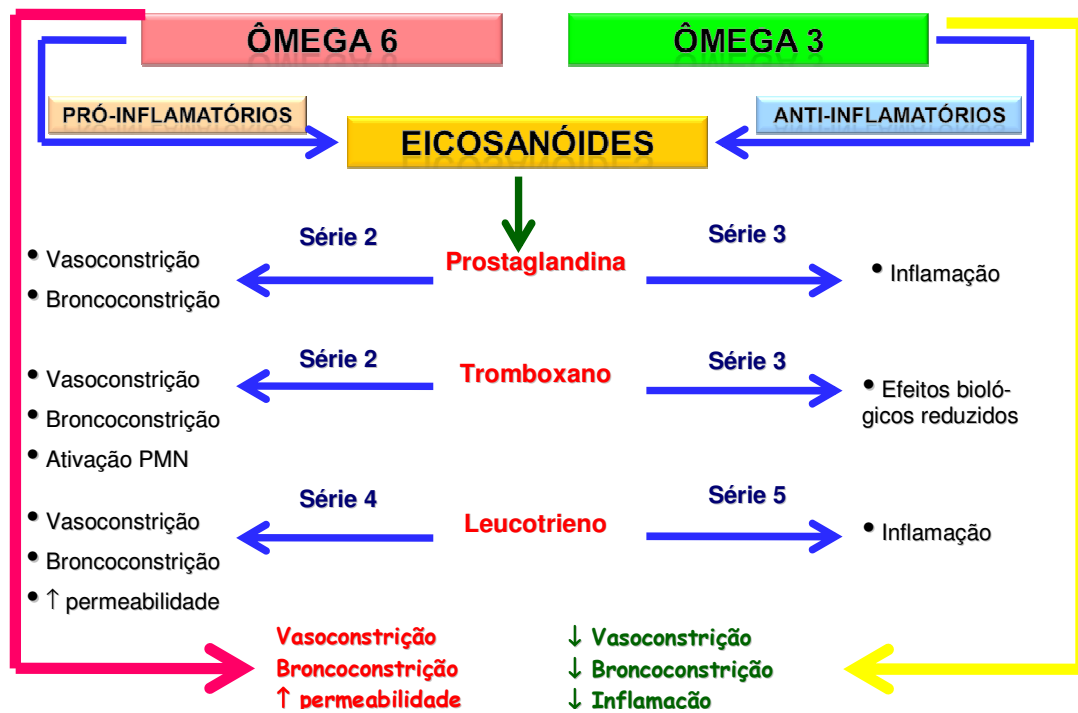 ÔMEGA 6
ÔMEGA 3
PRÓ-INFLAMATÓRIOS
ANTI-INFLAMATÓRIOS
EICOSANÓIDES
Série 2
Prostaglandina
Série 3
• Vasoconstrição
• Broncoconstrição
• Inflamação
Série 2
Tromboxano
Série 3
• Vasoconstrição
• Broncoconstrição
• Ativação PMN
• Efeitos bioló-
gicos reduzidos
Série 4
Leucotrieno
Série 5
• Vasoconstrição
• Broncoconstrição
• ↑ permeabilidade
• Inflamação
Vasoconstrição
Broncoconstrição
↑ permeabilidade
↓ Vasoconstrição
↓ Broncoconstrição
↓ Inflamação